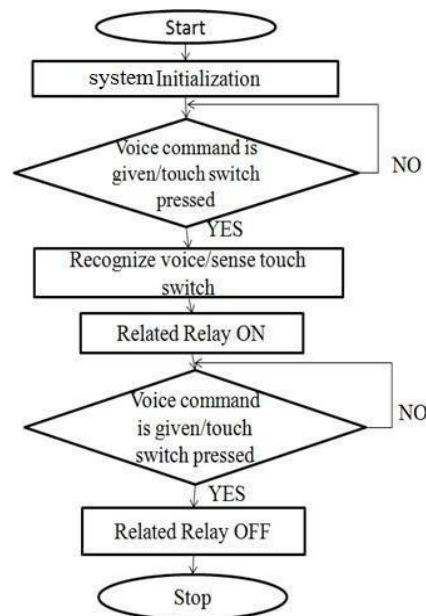 Start
system Initialization
Voice command is
given/touch switch
pressed
NO
YES
Recognize voice/sense touch
switch
Related Relay ON
Voice command
is given/touch
switch pressed
NO
YES
Related Relay OFF
Stop